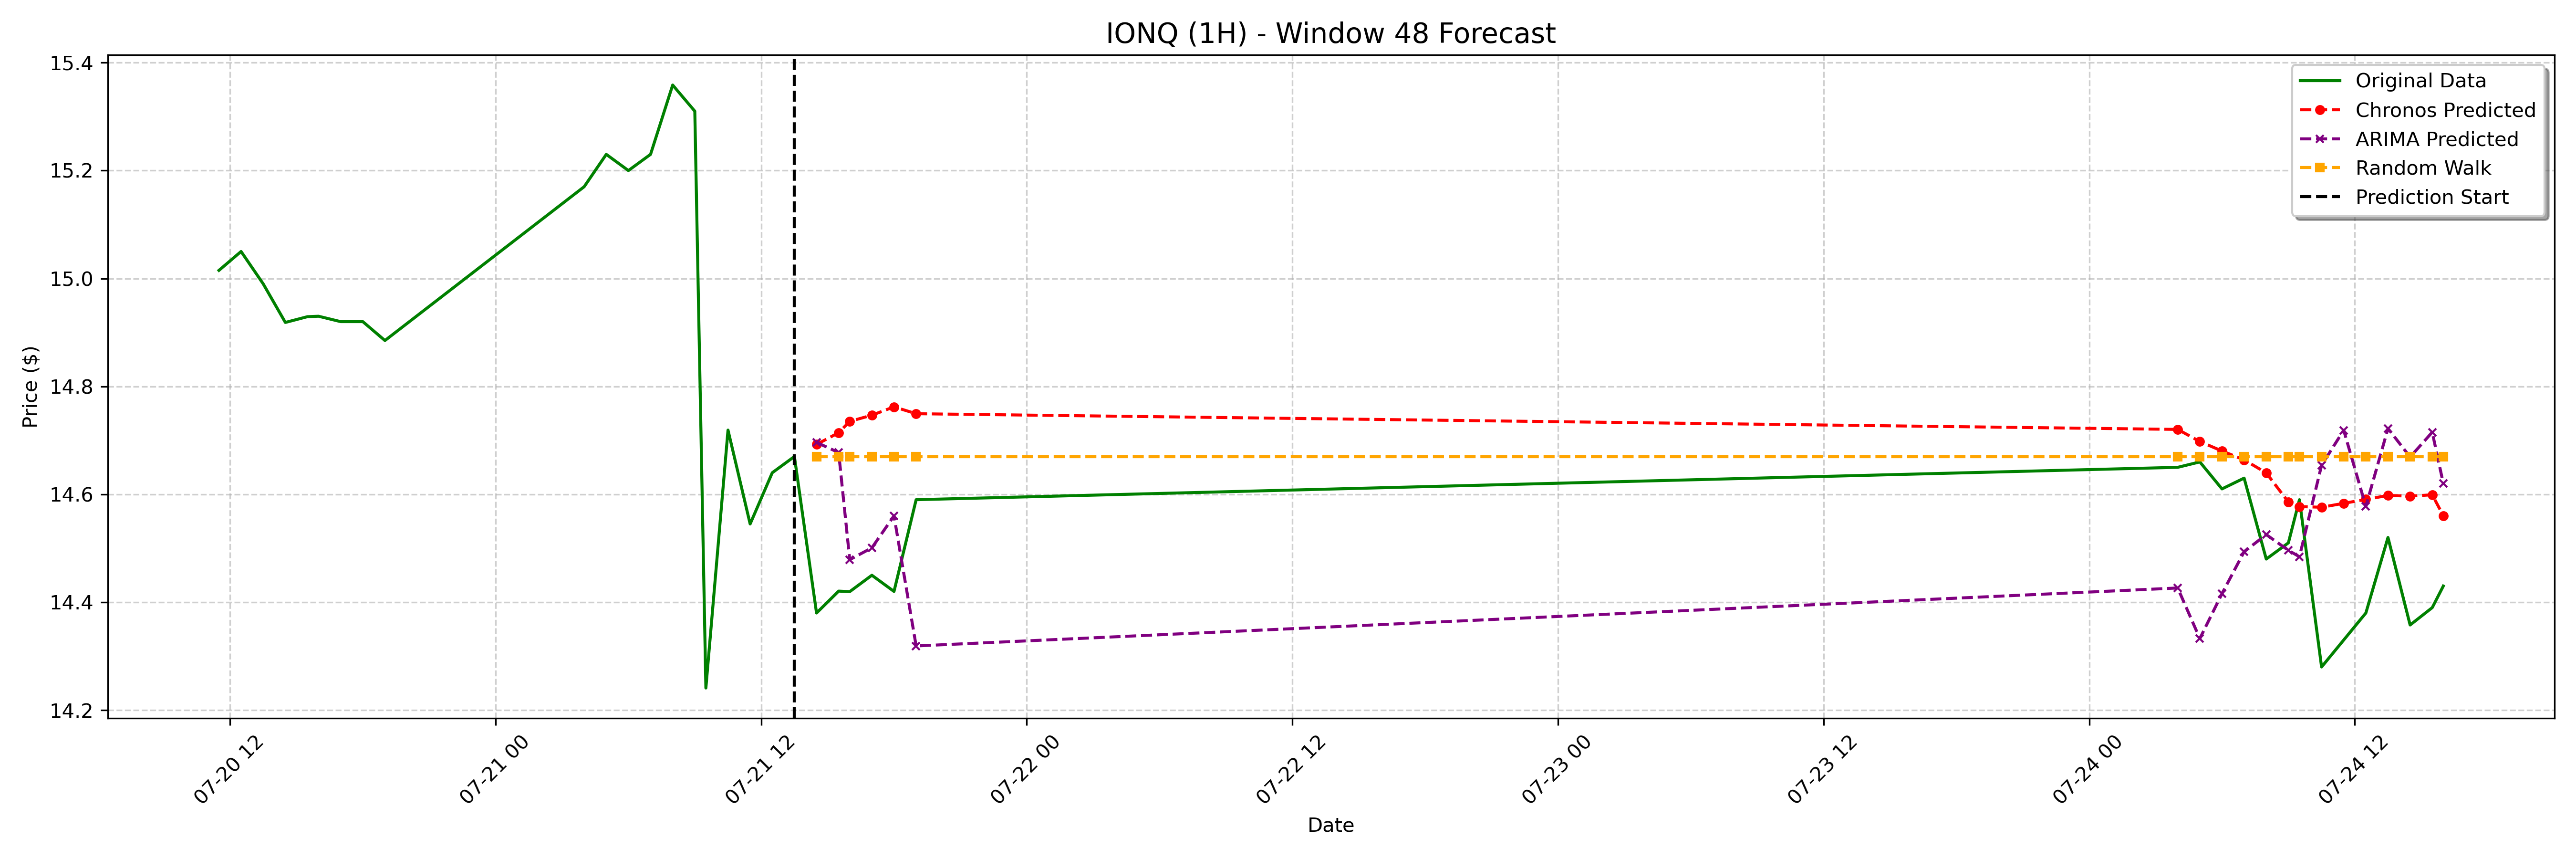 IONQ (1H) - Window 48 Forecast
Price ($)
15.4
15.2
15.0
14.8
14.6
14.4
14.2
Original Data
Chronos Predicted
ARIMA Predicted
Random Walk
Prediction Start
07-20 12
07-21 00
07-21 12
07-22 00
07-22 12
07-23 00
07-23 12
07-24 00
07-24 12
Date